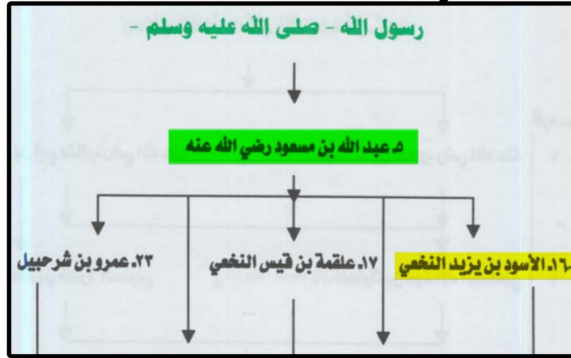 رسول الله - صلى الله عليه وسلم -
٥. عبد الله بن مسعود رضي الله عنه
١٦. الأسود بن يزيد النخعي ١٧. علقمة بن قيس النخعي ٢٣. عمرو بن شرحبيل